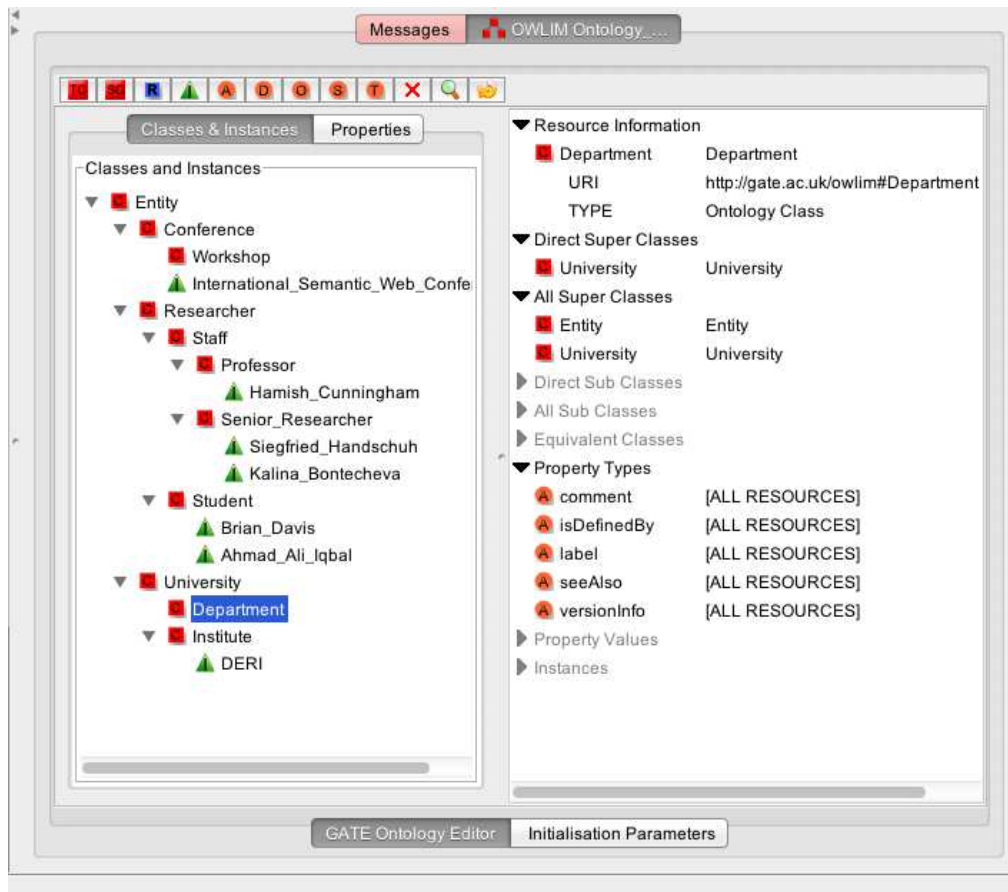 Messages
OWLIM Ontology_...
TC SC R I A D O S T
Classes & Instances
Properties
Classes and Instances
C Entity
C Conference
C Workshop
I International_Semantic_Web_Confe
C Researcher
C Staff
C Professor
I Hamish_Cunningham
C Senior_Researcher
I Siegfried_Handschuh
I Kalina_Bontecheva
C Student
I Brian_Davis
I Ahmad_Ali_Iqbal
C University
C Department
C Institute
I DERI
Resource Information
C Department Department
URI http://gate.ac.uk/owlim#Department
TYPE Ontology Class
Direct Super Classes
C University University
All Super Classes
C Entity Entity
C University University
Direct Sub Classes
All Sub Classes
Equivalent Classes
Property Types
A comment [ALL RESOURCES]
A isDefinedBy [ALL RESOURCES]
A label [ALL RESOURCES]
A seeAlso [ALL RESOURCES]
A versionInfo [ALL RESOURCES]
Property Values
Instances
GATE Ontology Editor
Initialisation Parameters